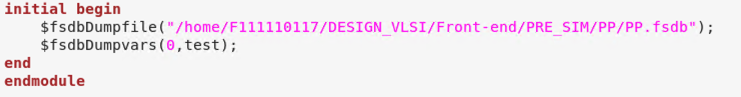 initial begin
    $fsdbDumpfile("/home/F111110117/DESIGN_VLSI/Front-end/PRE_SIM/PP/PP.fsdb");
    $fsdbDumpvars(0,test);
end
endmodule